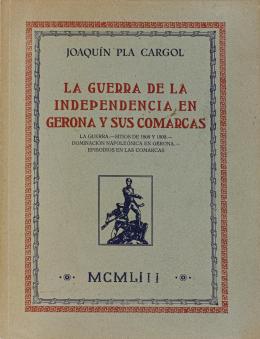 JOAQUÍN PLA CARGOL
LA GUERRA DE LA
INDEPENDENCIA EN
GERONA Y SUS COMARCAS
LA GUERRA.—SITIOS DE 1808 Y 1809.—
DOMINACIÓN NAPOLEÓNICA EN GERONA.—
EPISODIOS EN LAS COMARCAS
MCMLIII